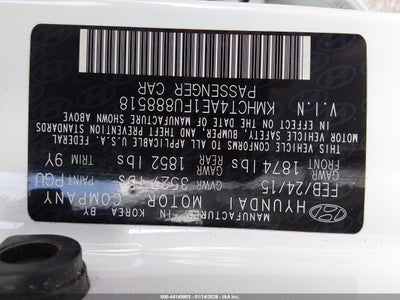 MANUFACTURED IN KOREA BY
HYUNDAI MOTOR COMPANY
FEB/24/15 GVWR 3527 LBS PAINT PGU
GAWR FRONT 1874 lbs GAWR REAR 1852 lbs TRIM 9Y
THIS VEHICLE CONFORMS TO ALL APPLICABLE U.S.A. FEDERAL
MOTOR VEHICLE SAFETY, BUMPER, AND THEFT PREVENTION STANDARDS
IN EFFECT ON THE DATE OF MANUFACTURE SHOWN ABOVE
V.I.N : KMHCT4AE1FU888518
PASSENGER CAR
500-44140903 - 01/14/2026 - IAA, Inc.